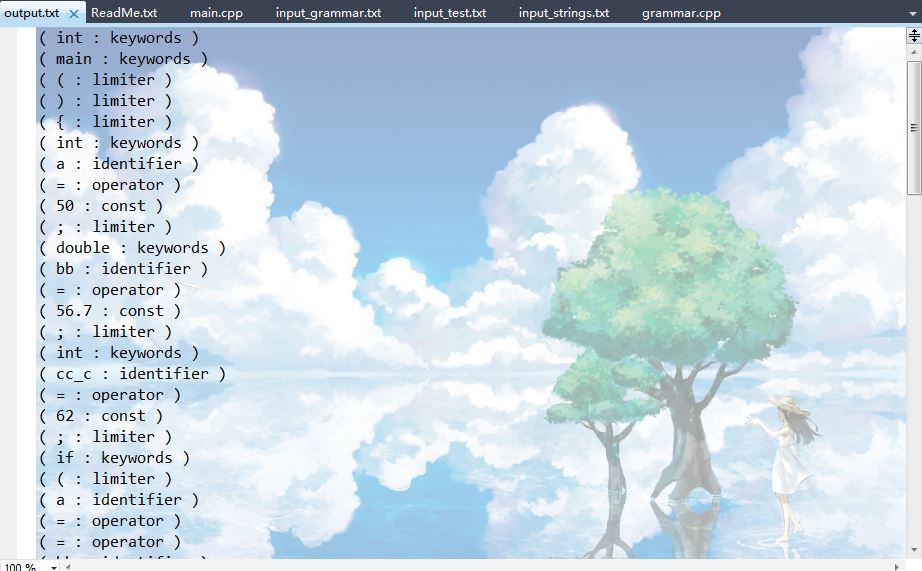 output.txt ReadMe.txt main.cpp input_grammar.txt input_test.txt input_strings.txt grammar.cpp
( int : keywords )
( main : keywords )
( ( : limiter )
( ) : limiter )
( { : limiter )
( int : keywords )
( a : identifier )
( = : operator )
( 50 : const )
( ; : limiter )
( double : keywords )
( bb : identifier )
( = : operator )
( 56.7 : const )
( ; : limiter )
( int : keywords )
( cc_c : identifier )
( = : operator )
( 62 : const )
( ; : limiter )
( if : keywords )
( ( : limiter )
( a : identifier )
( = : operator )
( = : operator )
( bb : identifier )
100 %